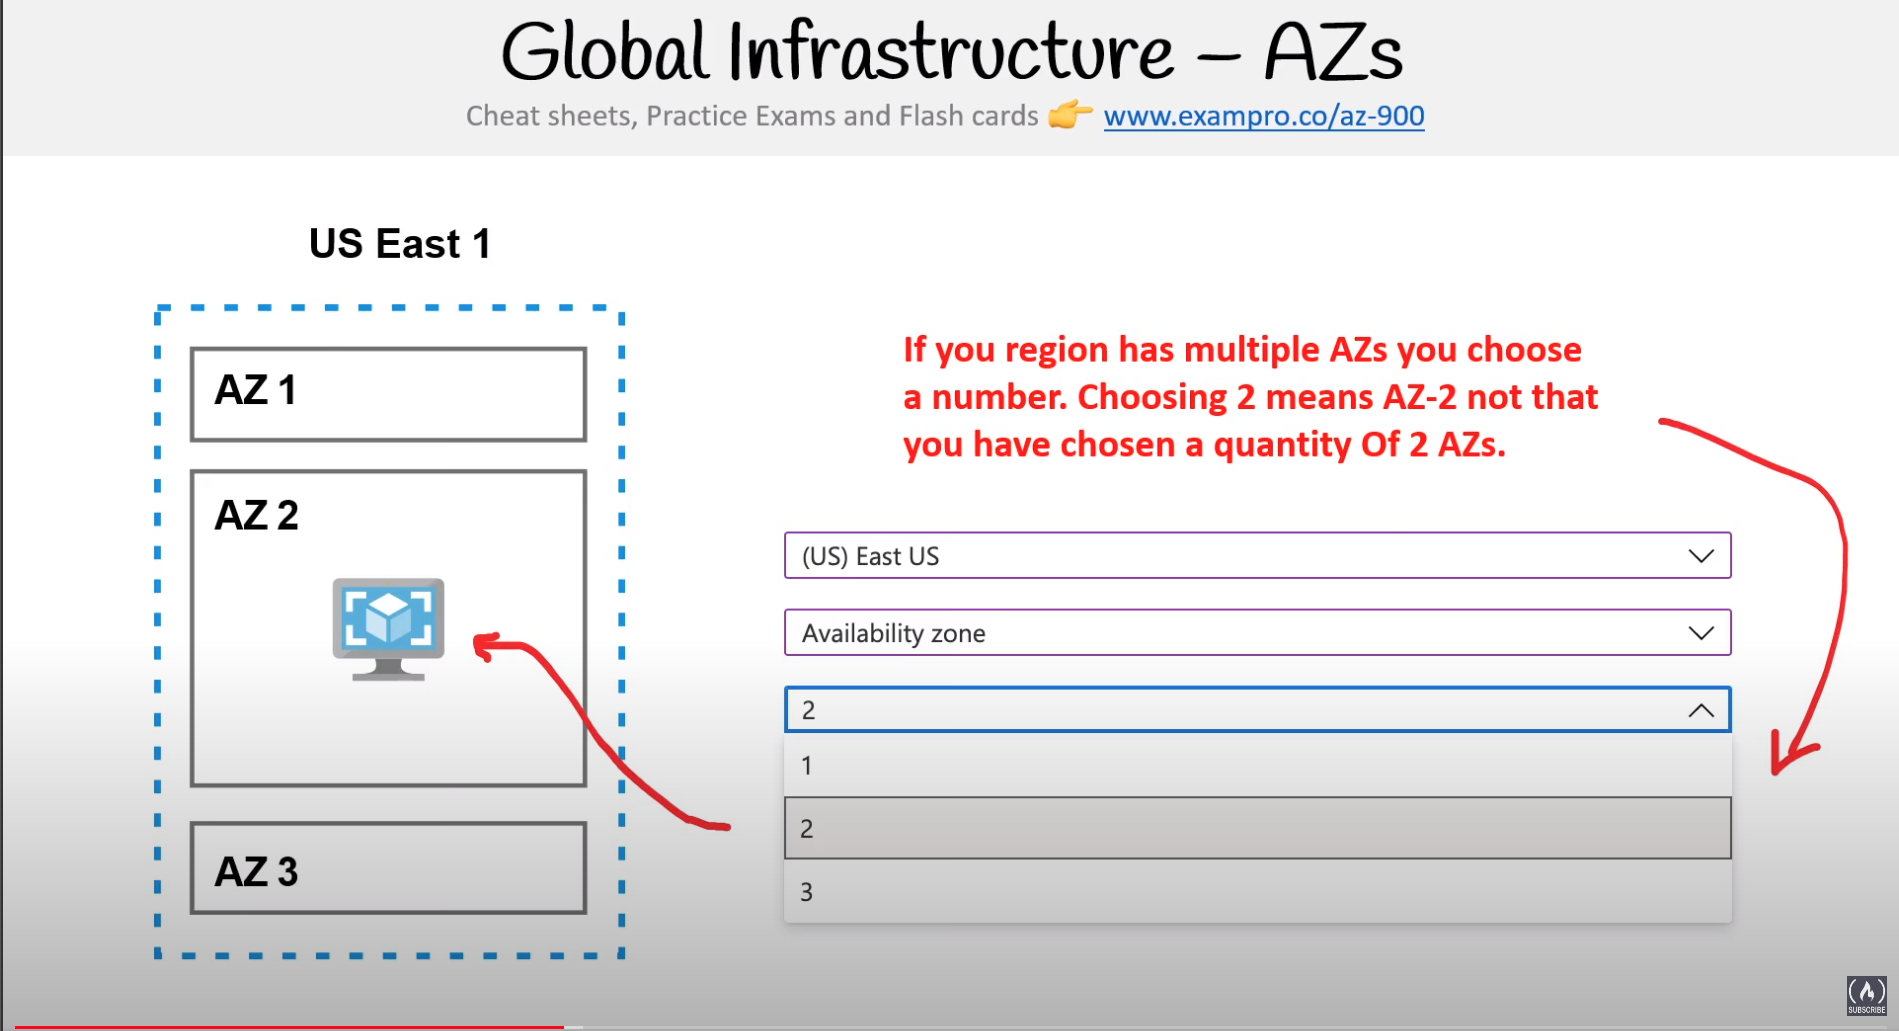 Global Infrastructure – AZs
Cheat sheets, Practice Exams and Flash cards 👉 www.exampro.co/az-900
US East 1
AZ 1
AZ 2
AZ 3
If you region has multiple AZs you choose
a number. Choosing 2 means AZ-2 not that
you have chosen a quantity Of 2 AZs.
(US) East US
Availability zone
2
1
2
3
SUBSCRIBE